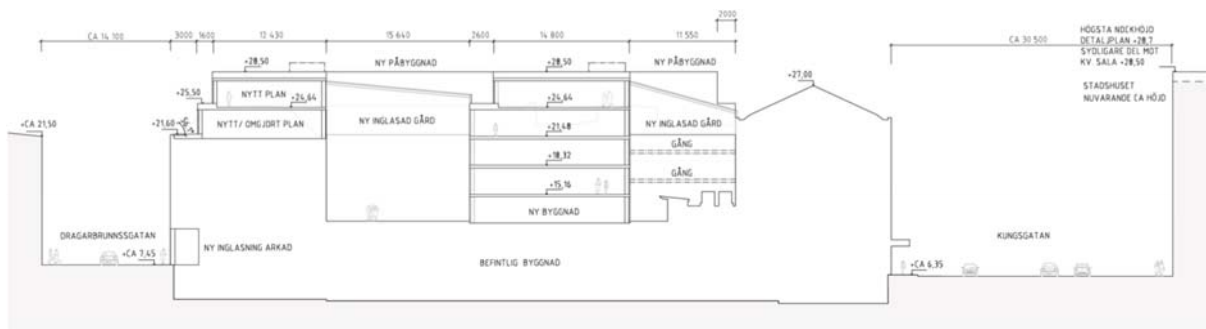 2000
CA 14 100
3000
1600
12 430
15 640
2600
14 800
11 550
CA 30 500
HÖGSTA NOCKHÖJD
DETALJPLAN +28,7
SYDLIGARE DEL MOT
KV. SALA +28,50
STADSHUSET
NUVARANDE CA HÖJD
+28,50
NY PÅBYGGNAD
+28,50
NY PÅBYGGNAD
+27,00
NYTT PLAN
+25,50
+24,64
+24,64
+CA 21,50
+21,60
NYTT/ OMGJORT PLAN
NY INGLASAD GÅRD
+21,48
NY INGLASAD GÅRD
GÅNG
+18,32
GÅNG
+15,16
NY BYGGNAD
DRAGARBRUNNSGATAN
NY INGLASNING ARKAD
+CA 7,45
BEFINTLIG BYGGNAD
KUNGSGATAN
+CA 6,35